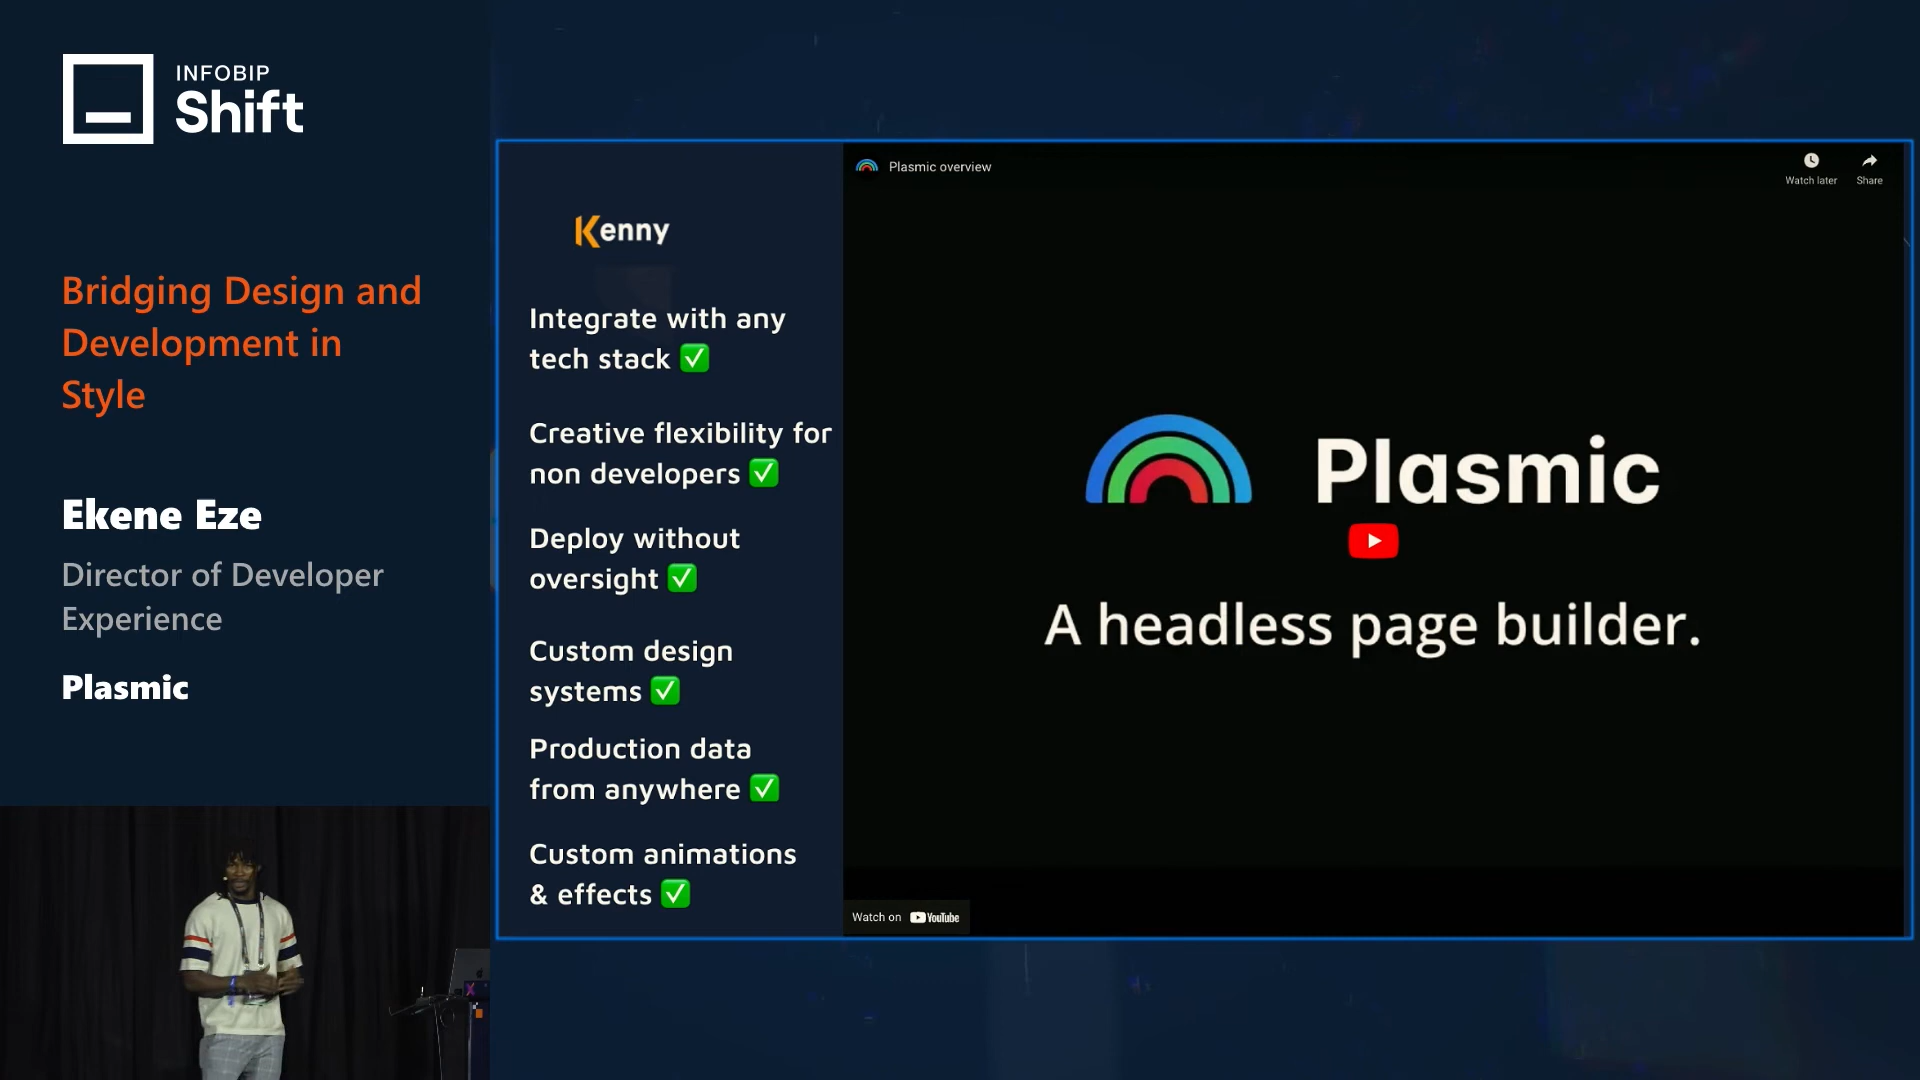 INFOBIP
Shift
Bridging Design and
Development in
Style
Ekene Eze
Director of Developer
Experience
Plasmic
Kenny
Integrate with any
tech stack ✅
Creative flexibility for
non developers ✅
Deploy without
oversight ✅
Custom design
systems ✅
Production data
from anywhere ✅
Custom animations
& effects ✅
Plasmic overview
Watch later
Share
Plasmic
A headless page builder.
Watch on YouTube